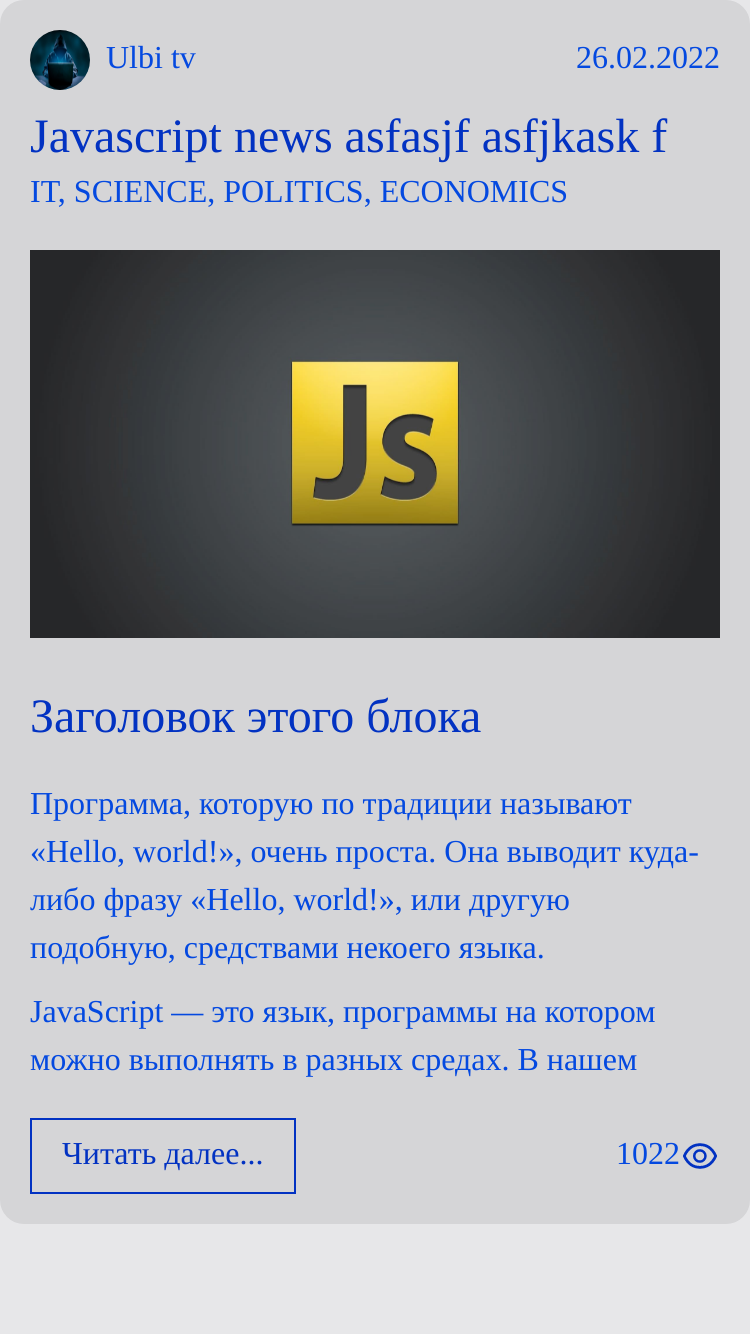 Ulbi tv
26.02.2022
Javascript news asfasjf asfjkask f
IT, SCIENCE, POLITICS, ECONOMICS
Js
Заголовок этого блока
Программа, которую по традиции называют
«Hello, world!», очень проста. Она выводит куда-
либо фразу «Hello, world!», или другую
подобную, средствами некоего языка.
JavaScript — это язык, программы на котором
можно выполнять в разных средах. В нашем
Читать далее...
1022